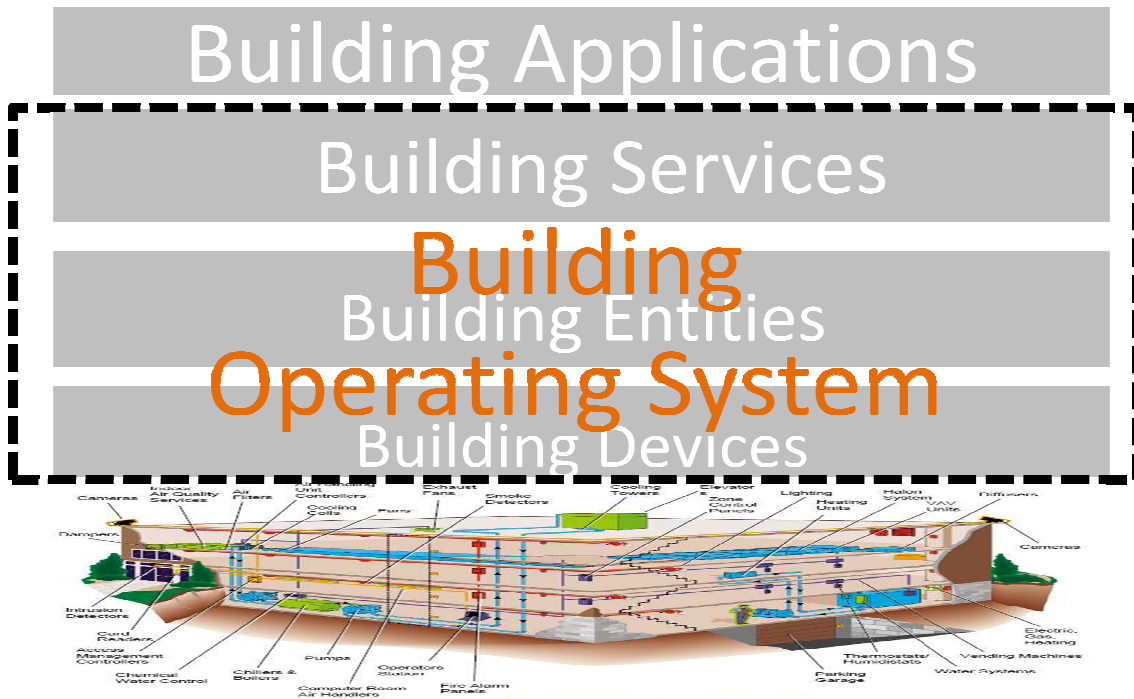 Building Applications
Building Services
Building
Building Entities
Operating System
Building Devices
Cameras
Indoor
Air Quality
Services
Air
Filters
Air Handling
Unit
Controllers
Cooling
Coils
Fans
Exhaust
Fans
Smoke
Detectors
Cooling
Towers
Elevator
s
Zone
Control
Panels
Lighting
Heating
Units
Halon
System
VAV
Units
Diffusers
Dampers
Cameras
Intrusion
Detectors
Card
Readers
Access
Management
Controllers
Chemical
Water Control
Chillers &
Boilers
Pumps
Computer Room
Air Handlers
Operators
Station
Fire Alarm
Panels
Parking
Garage
Thermostats/
Humidistats
Water Systems
Vending Machines
Electric,
Gas,
Heating